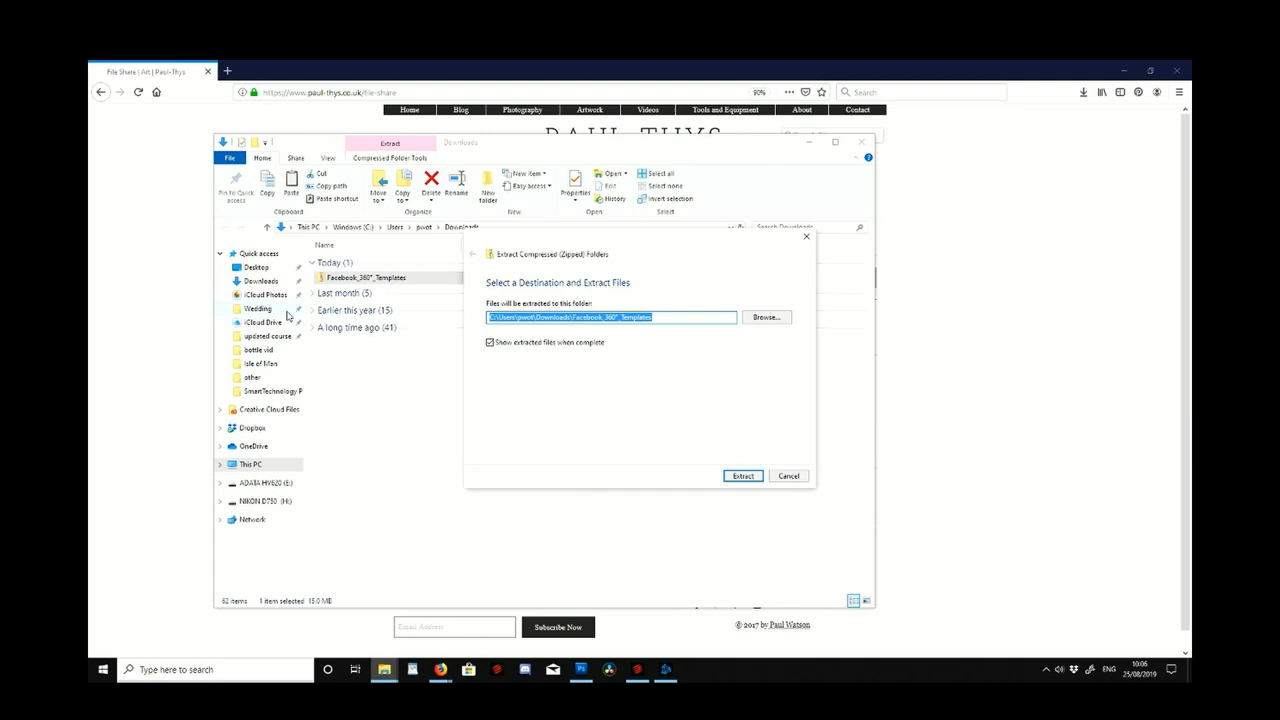 File Share | Art | Paul-Thys
https://www.paul-thys.co.uk/file-share
90%
Search
Home Blog Photography Artwork Videos Tools and Equipment About Contact
PAUL THYS
Extract Downloads
File Home Share View Compressed Folder Tools
Pin to Quick access
Copy
Paste
Cut
Copy path
Paste shortcut
Move to
Copy to
Delete
Rename
New folder
New item
Easy access
Properties
Open
Edit
History
Select all
Select none
Invert selection
Clipboard Organize New Open Select
This PC Windows (C:) Users pwot Downloads
Search Downloads
Quick access
Desktop
Downloads
iCloud Photos
Wedding
iCloud Drive
updated course
bottle vid
Isle of Man
other
SmartTechnology P
Creative Cloud Files
Dropbox
OneDrive
This PC
ADATA HV620 (E:)
NIKON D750 (H:)
Network
Name
Today (1)
Facebook_360°_Templates
Last month (5)
Earlier this year (15)
A long time ago (41)
Extract Compressed (Zipped) Folders
Select a Destination and Extract Files
Files will be extracted to this folder:
C:\Users\pwot\Downloads\Facebook_360°_Templates
Browse...
Show extracted files when complete
Extract Cancel
62 items 1 item selected 15.0 MB
Email Address
Subscribe Now
© 2017 by Paul Watson
Type here to search
ENG
10:06
25/08/2019